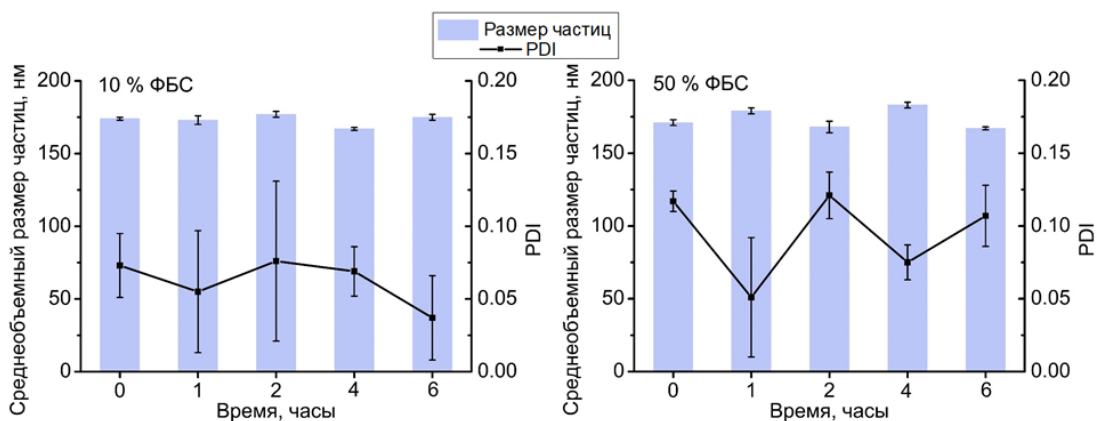 Размер частиц
PDI
10 % ФБС
Среднеобъемный размер частиц, нм
200
150
100
50
0
0.20
0.15
0.10
0.05
0.00
PDI
0 1 2 4 6
Время, часы
50 % ФБС
Среднеобъемный размер частиц, нм
200
150
100
50
0
0.20
0.15
0.10
0.05
0.00
PDI
0 1 2 4 6
Время, часы